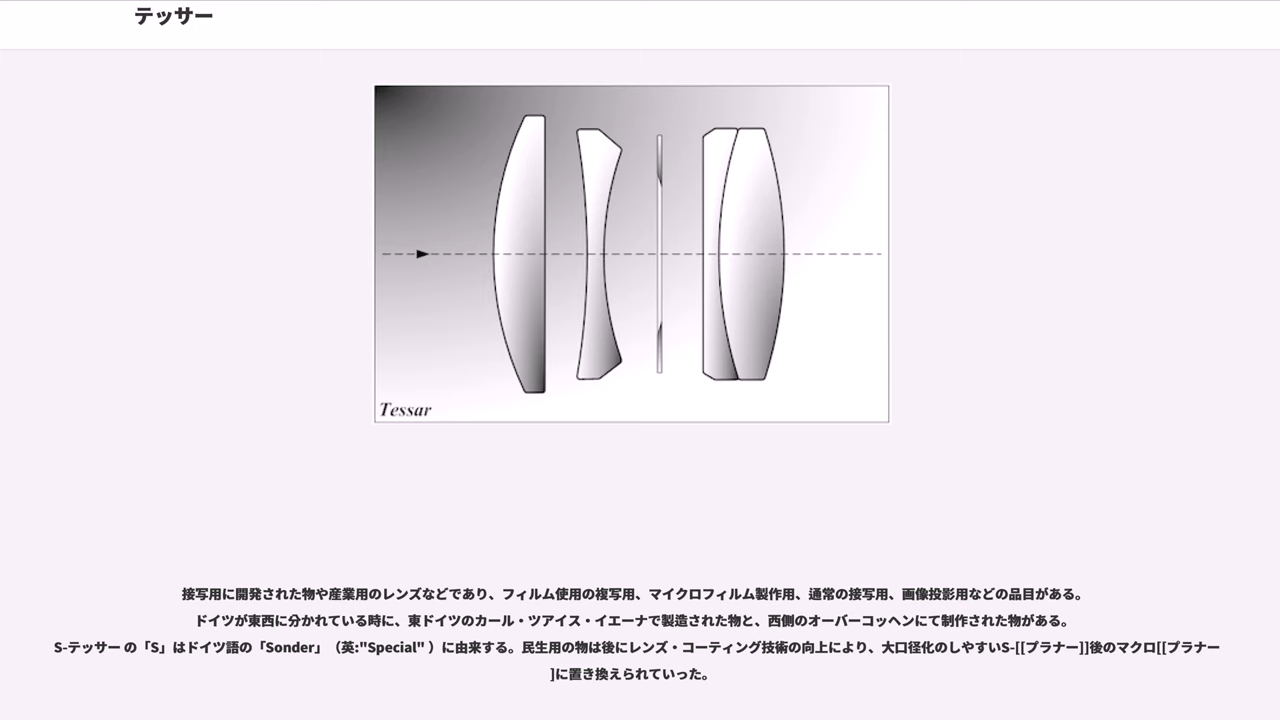 テッサー
Tessar
接写用に開発された物や産業用のレンズなどであり、フィルム使用の複写用、マイクロフィルム製作用、通常の接写用、画像投影用などの品目がある。
ドイツが東西に分かれている時に、東ドイツのカール・ツアイス・イエーナで製造された物と、西側のオーバーコッヘンにて制作された物がある。
S-テッサー の「S」はドイツ語の「Sonder」（英:"Special" ）に由来する。民生用の物は後にレンズ・コーティング技術の向上により、大口径化のしやすいS-[[プラナー]]後のマクロ[[プラナー
]に置き換えられていった。